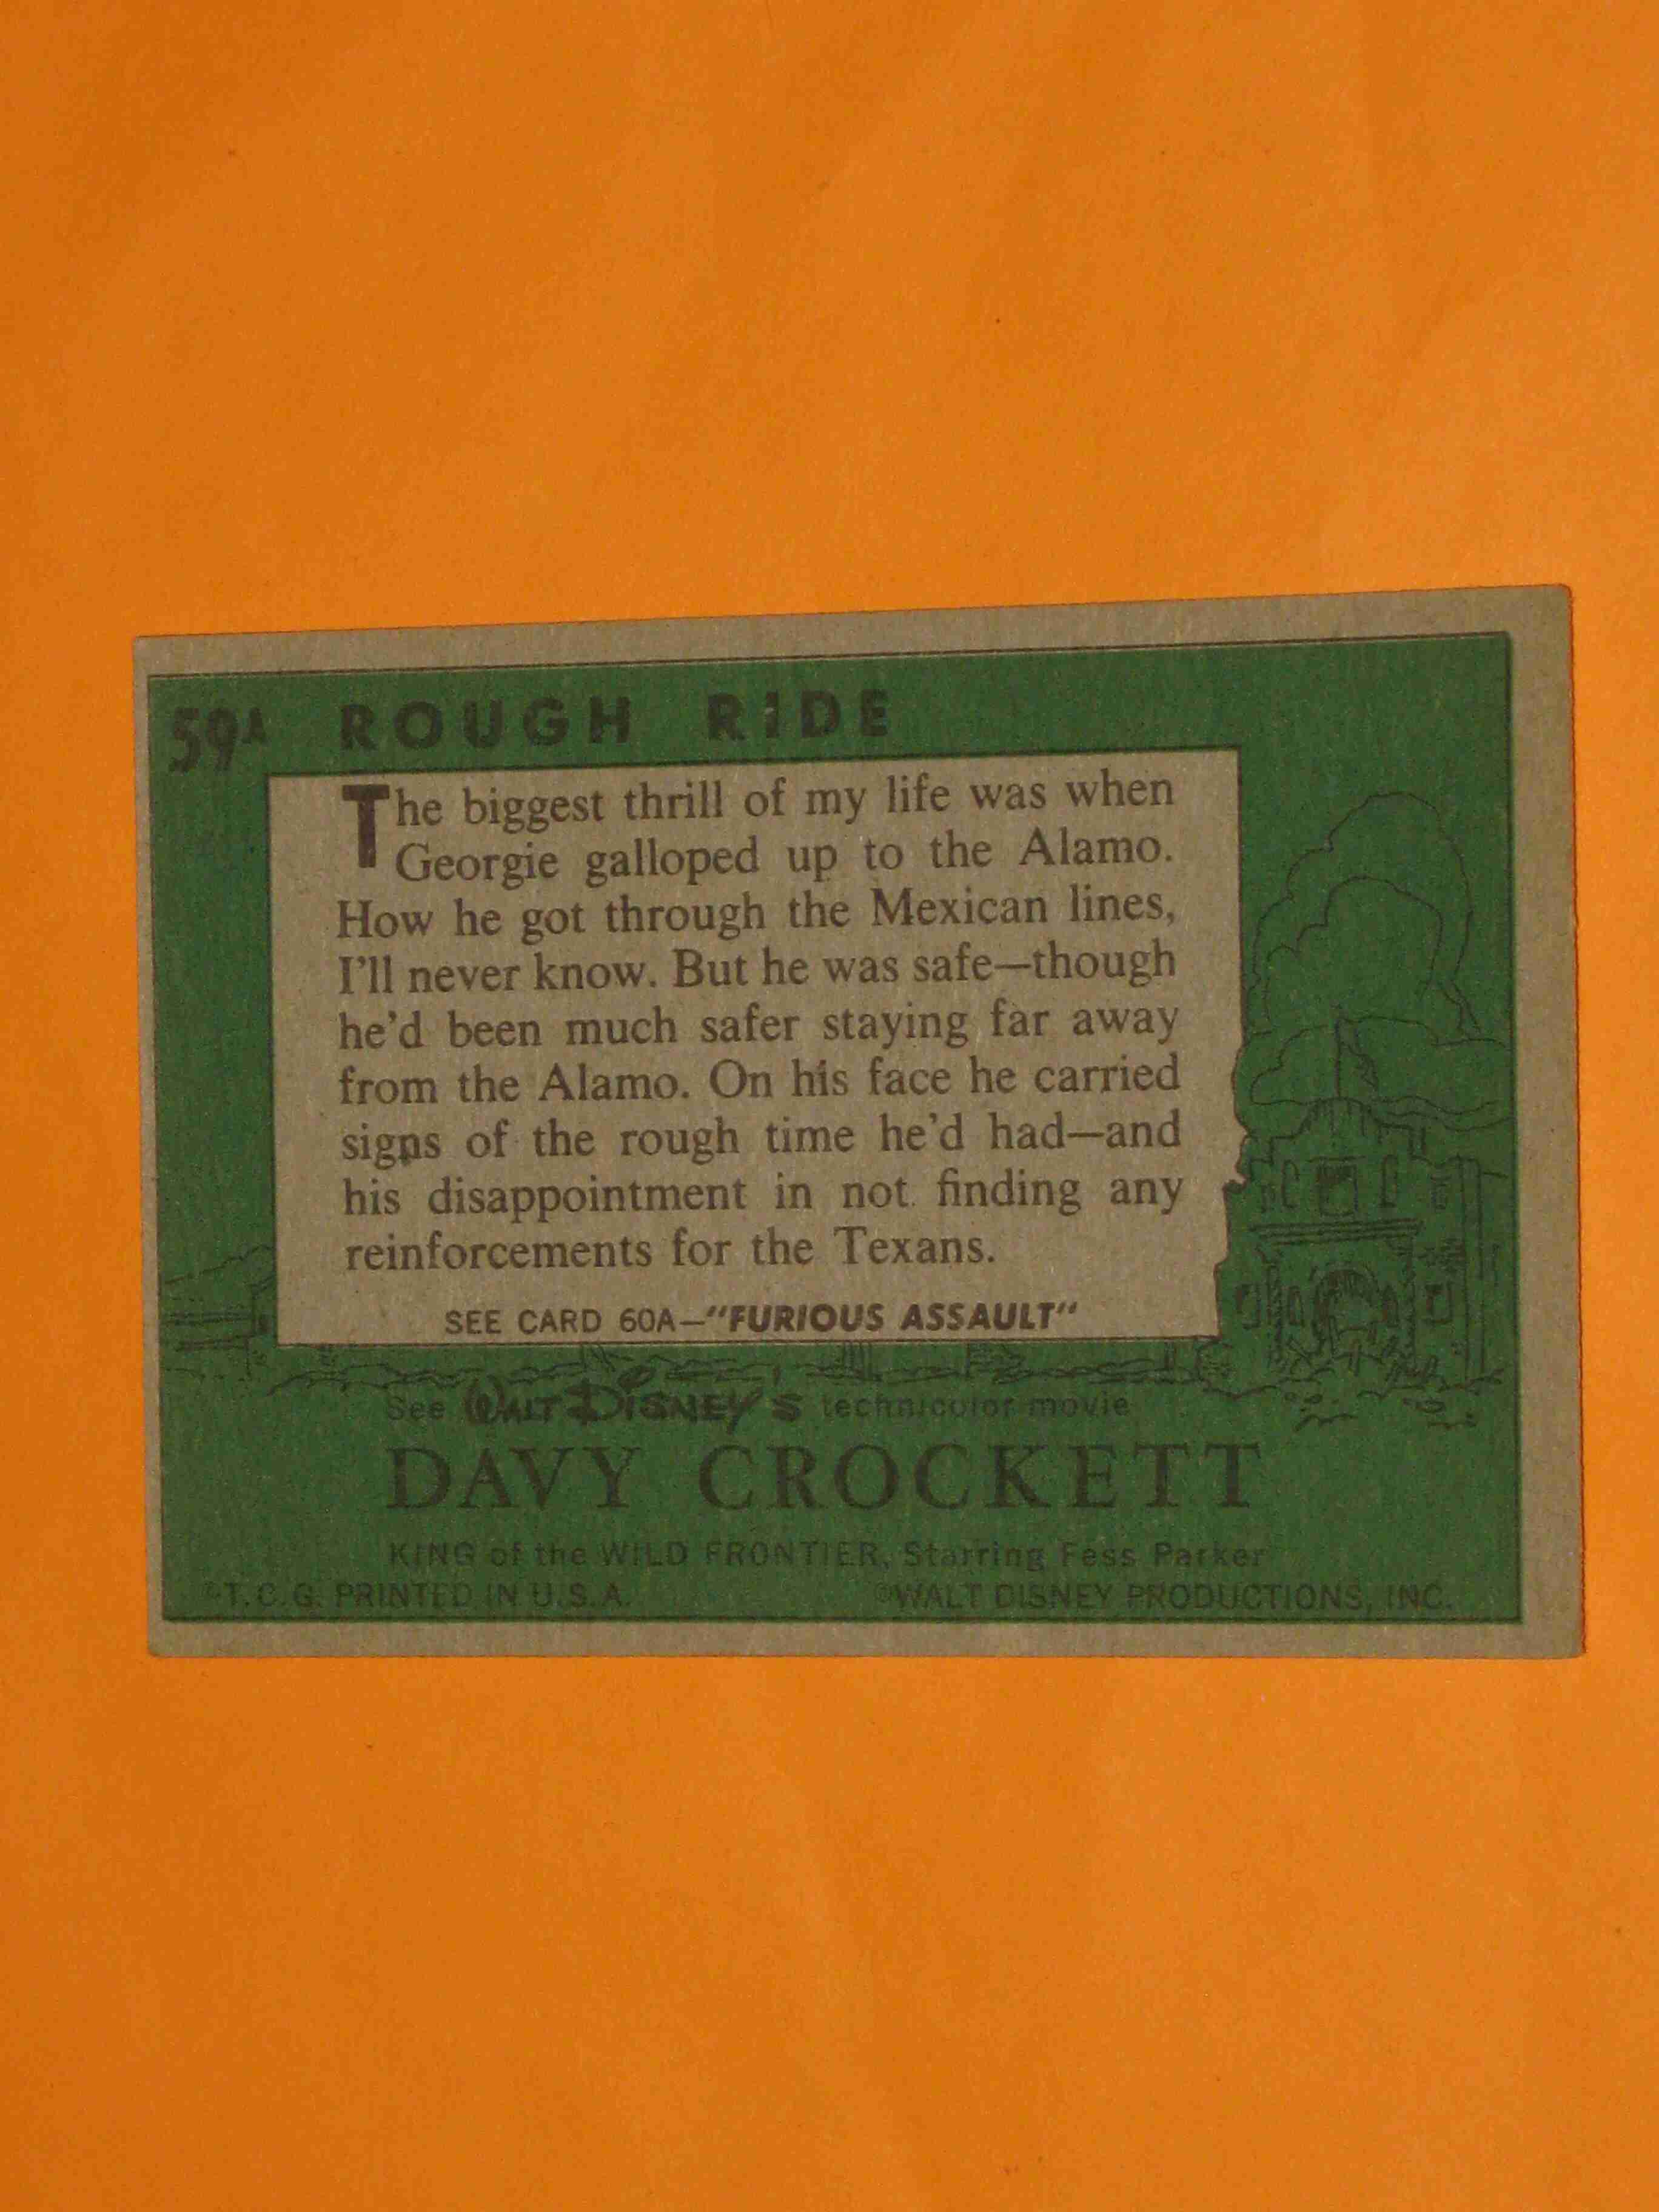 59A ROUGH RIDE
The biggest thrill of my life was when
Georgie galloped up to the Alamo.
How he got through the Mexican lines,
I'll never know. But he was safe—though
he'd been much safer staying far away
from the Alamo. On his face he carried
signs of the rough time he'd had—and
his disappointment in not finding any
reinforcements for the Texans.
SEE CARD 60A—"FURIOUS ASSAULT"
See WALT DISNEY'S technicolor movie
DAVY CROCKETT
KING of the WILD FRONTIER, Starring Fess Parker
©T.C.G. PRINTED IN U.S.A. ©WALT DISNEY PRODUCTIONS, INC.